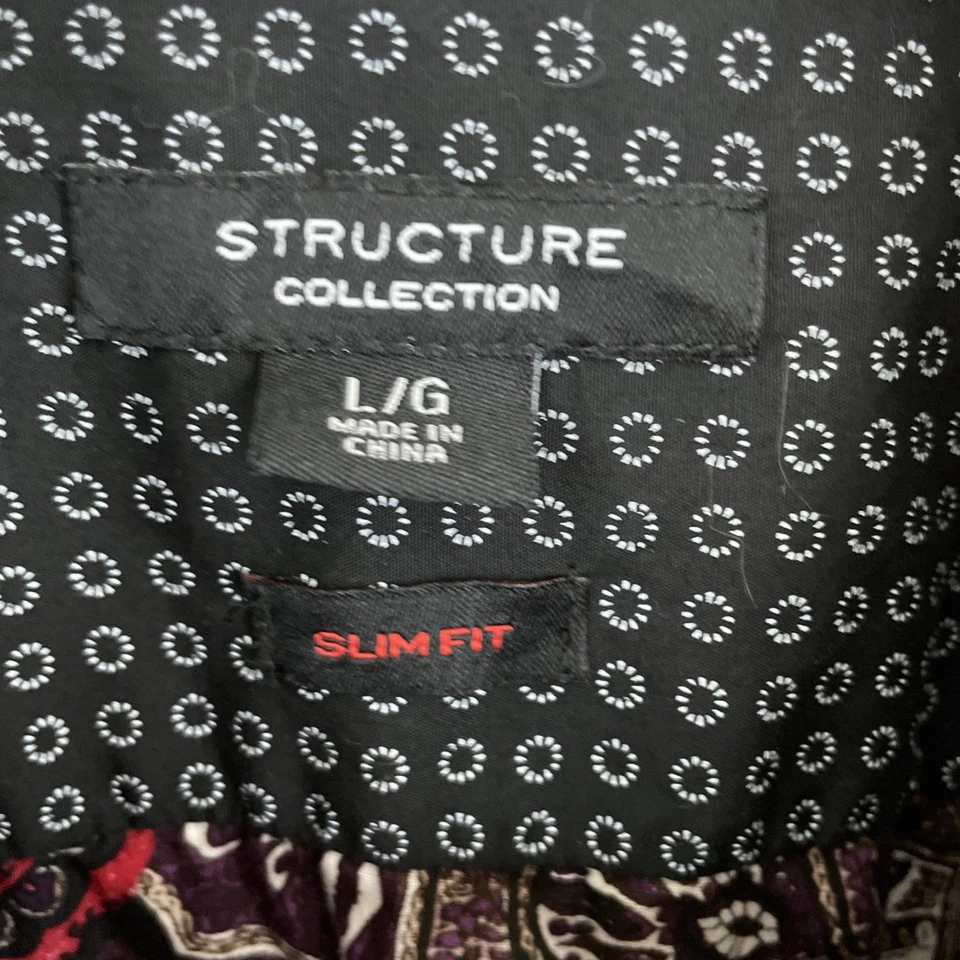 STRUCTURE
COLLECTION
L/G
MADE IN
CHINA
SLIM FIT